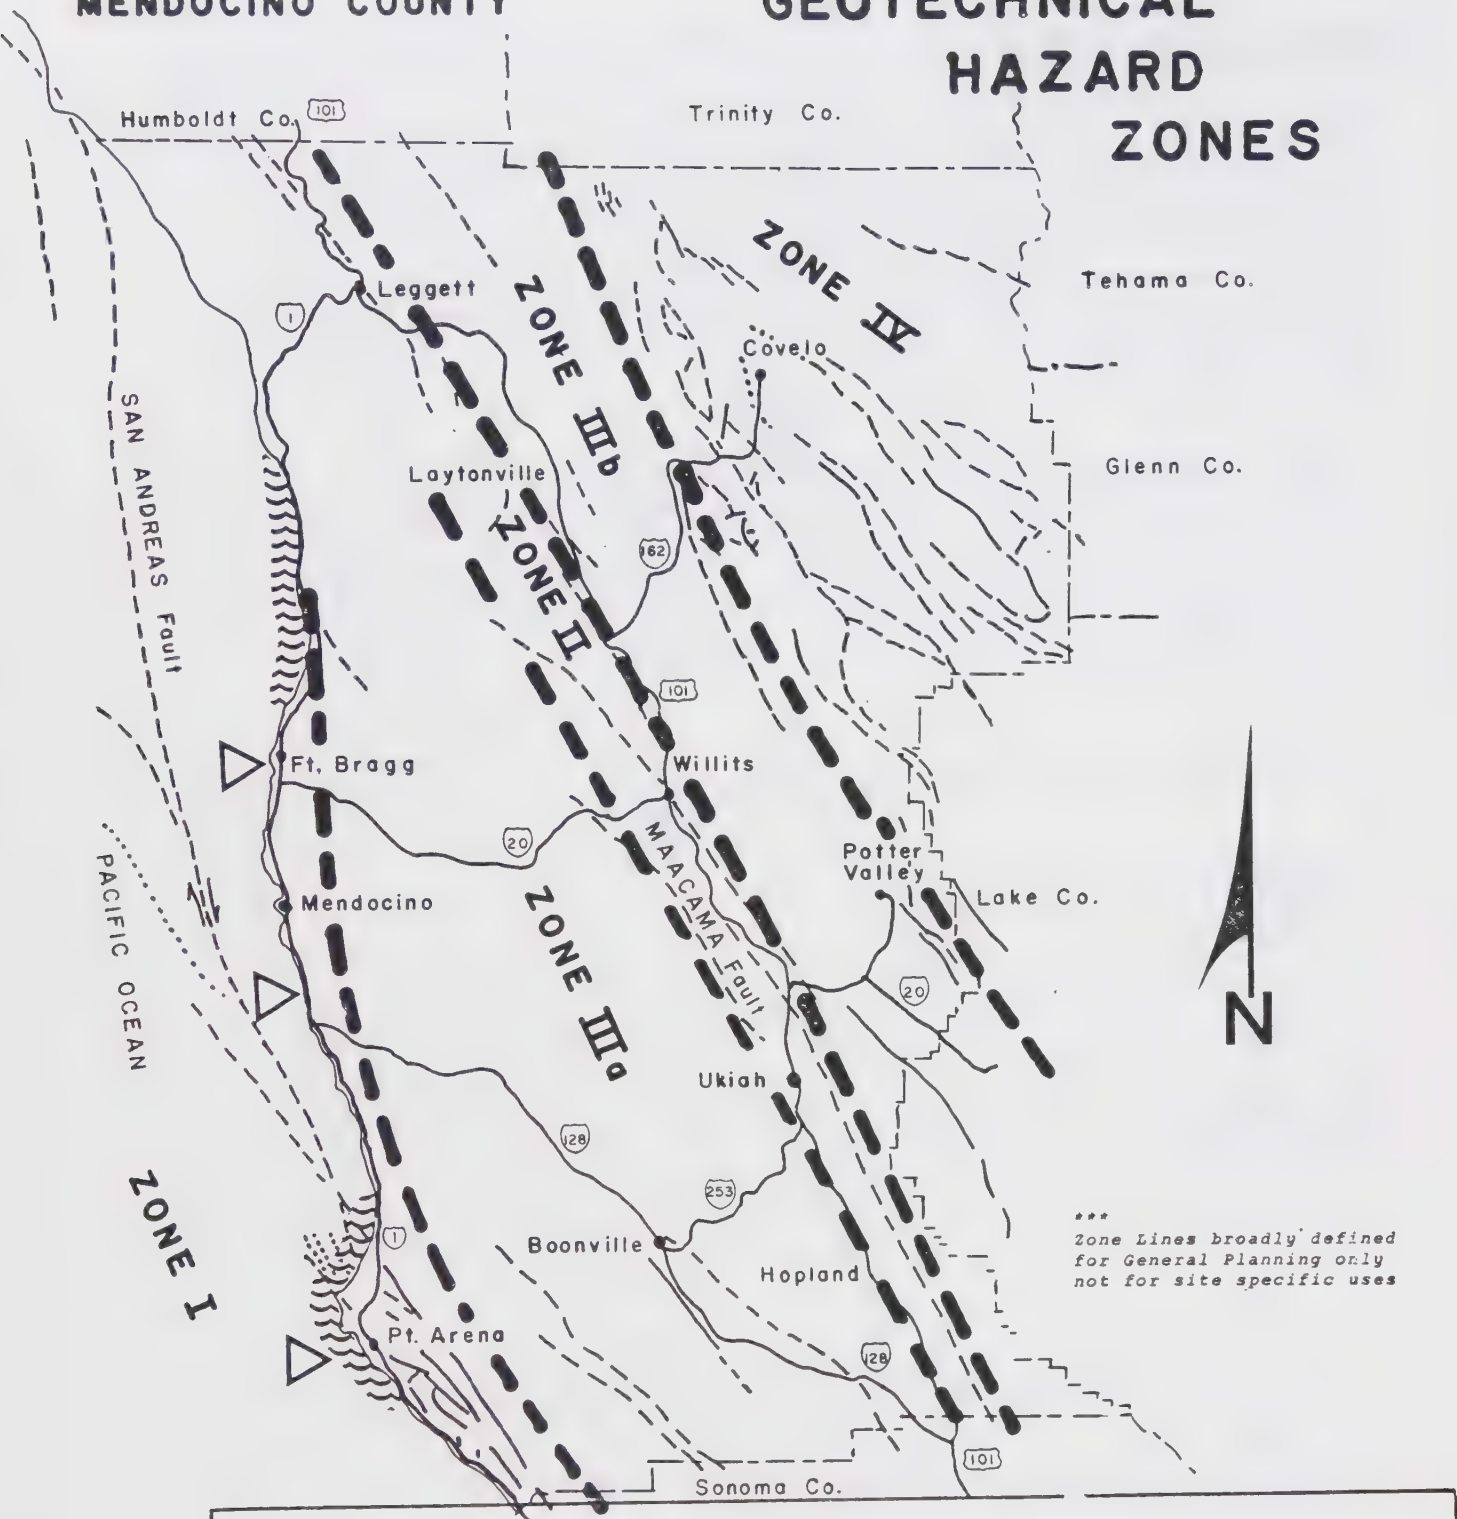 MENDOCINO COUNTY
GEOTECHNICAL
HAZARD
ZONES
Humboldt Co.
101
Trinity Co.
ZONE IV
Tehama Co.
Leggett
1
ZONE IIIb
Covelo
SAN ANDREAS Fault
Laytonville
Glenn Co.
ZONE II
162
101
Ft. Bragg
Willits
20
MAACAMA Fault
Potter
Valley
PACIFIC OCEAN
Mendocino
Lake Co.
ZONE IIIa
20
N
Ukiah
128
ZONE I
253
1
Boonville
Hopland
***
Zone Lines broadly defined
for General Planning only
not for site specific uses
Pt. Arena
128
101
Sonoma Co.